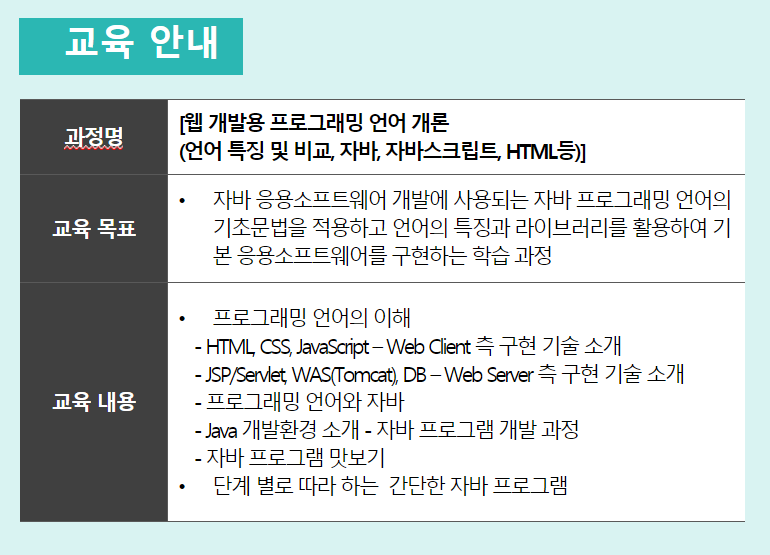 교육 안내
과정명
[웹 개발용 프로그래밍 언어 개론
(언어 특징 및 비교, 자바, 자바스크립트, HTML등)]
교육 목표
• 자바 응용소프트웨어 개발에 사용되는 자바 프로그래밍 언어의
기초문법을 적용하고 언어의 특징과 라이브러리를 활용하여 기
본 응용소프트웨어를 구현하는 학습 과정
교육 내용
• 프로그래밍 언어의 이해
- HTML, CSS, JavaScript – Web Client 측 구현 기술 소개
- JSP/Servlet, WAS(Tomcat), DB – Web Server 측 구현 기술 소개
- 프로그래밍 언어와 자바
- Java 개발환경 소개 - 자바 프로그램 개발 과정
- 자바 프로그램 맛보기
• 단계 별로 따라 하는 간단한 자바 프로그램